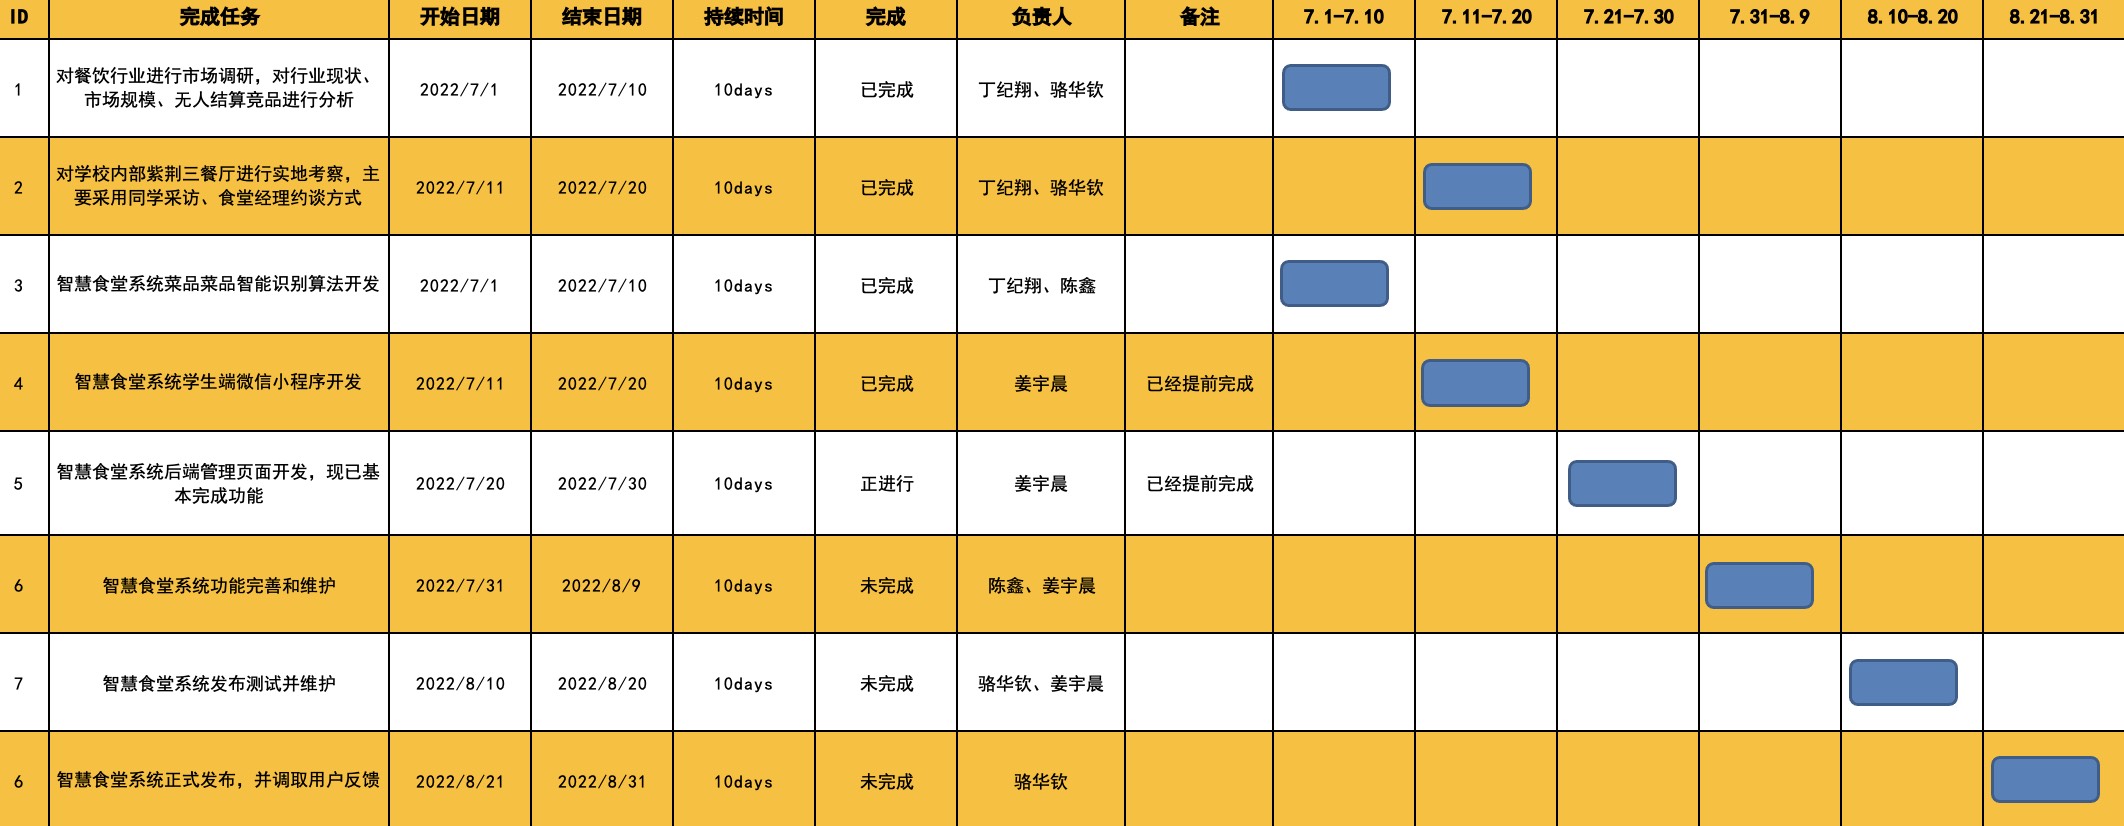 ID 完成任务 开始日期 结束日期 持续时间 完成 负责人 备注 7.1-7.10 7.11-7.20 7.21-7.30 7.31-8.9 8.10-8.20 8.21-8.31
1 对餐饮行业进行市场调研，对行业现状、
市场规模、无人结算竞品进行分析 2022/7/1 2022/7/10 10days 已完成 丁纪翔、骆华钦
2 对学校内部紫荆三餐厅进行实地考察，主
要采用同学采访、食堂经理约谈方式 2022/7/11 2022/7/20 10days 已完成 丁纪翔、骆华钦
3 智慧食堂系统菜品菜品智能识别算法开发 2022/7/1 2022/7/10 10days 已完成 丁纪翔、陈鑫
4 智慧食堂系统学生端微信小程序开发 2022/7/11 2022/7/20 10days 已完成 姜宇晨 已经提前完成
5 智慧食堂系统后端管理页面开发，现已基
本完成功能 2022/7/20 2022/7/30 10days 正进行 姜宇晨 已经提前完成
6 智慧食堂系统功能完善和维护 2022/7/31 2022/8/9 10days 未完成 陈鑫、姜宇晨
7 智慧食堂系统发布测试并维护 2022/8/10 2022/8/20 10days 未完成 骆华钦、姜宇晨
6 智慧食堂系统正式发布，并调取用户反馈 2022/8/21 2022/8/31 10days 未完成 骆华钦